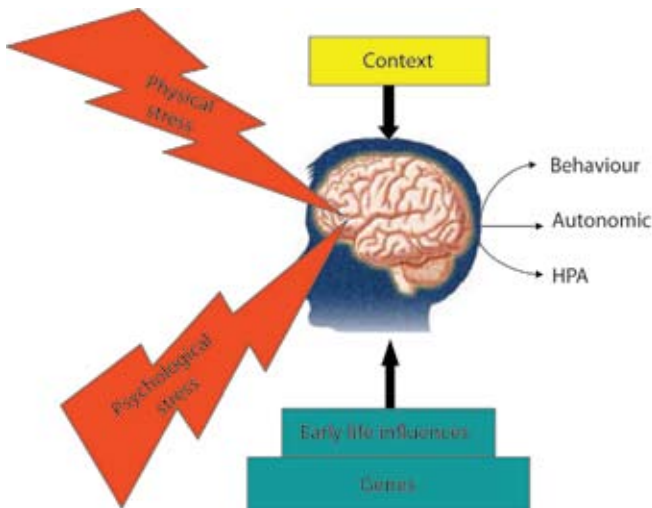 Physical
stress
Context
Behaviour
Autonomic
HPA
Psychological
stress
Early life influences
Genes